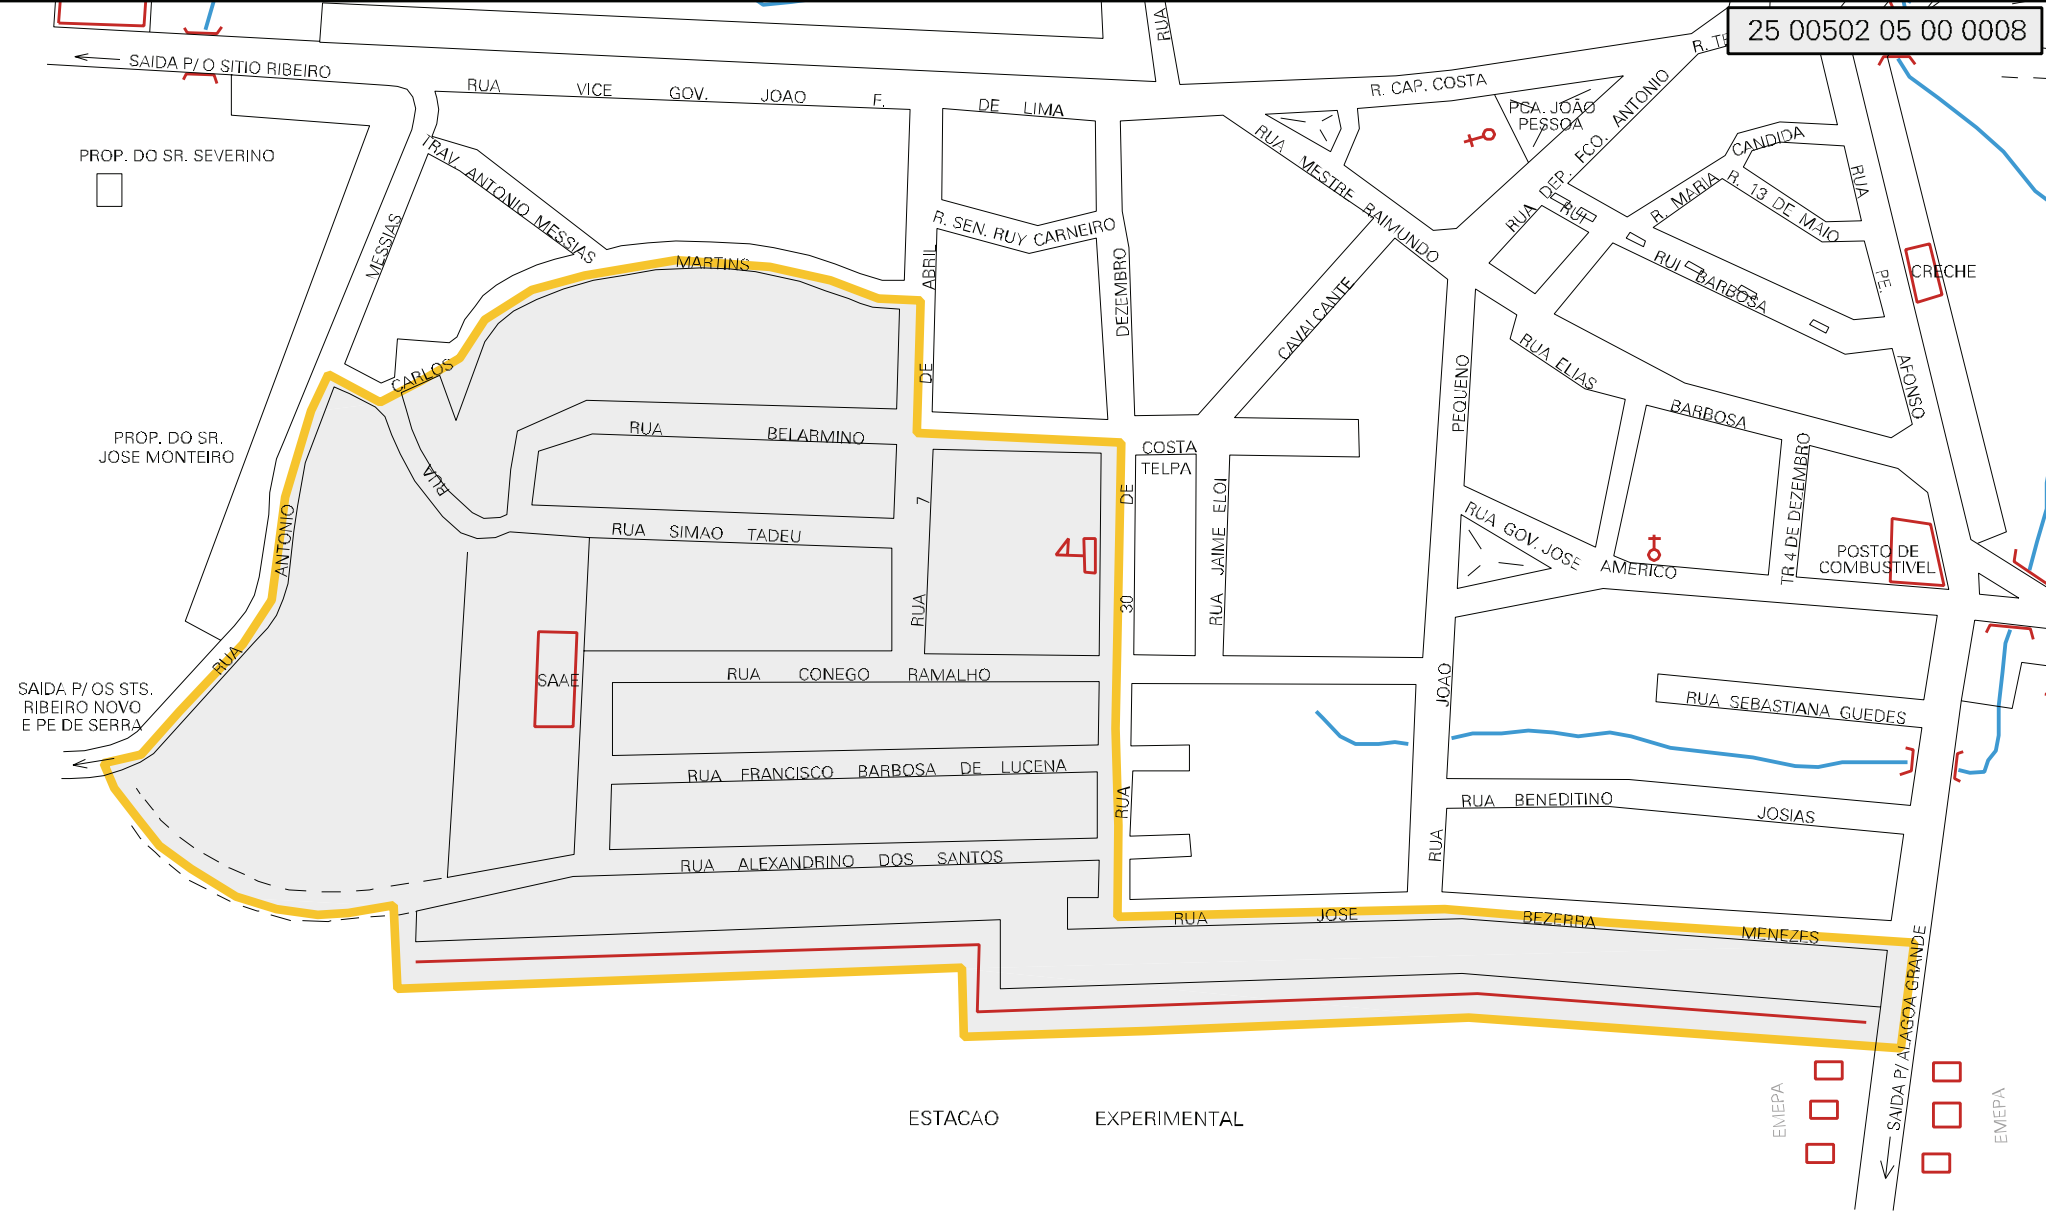 25 00502 05 00 0008
SAIDA P/ O SITIO RIBEIRO
RUA VICE GOV. JOAO F. DE LIMA
RUA
R. CAP. COSTA
PCA. JOÃO
PESSOA
RUA DEP. FCO. ANTONIO
CANDIDA
R. MARIA
R. 13 DE MAIO
RUA
PE.
AFONSO
CRECHE
PROP. DO SR. SEVERINO
TRAV. ANTONIO MESSIAS
MESSIAS
R. SEN. RUY CARNEIRO
RUA MESTRE RAIMUNDO
RUI
RUI BARBOSA
MARTINS
CARLOS
RUA
ABRIL
DE
7
RUA
DEZEMBRO
DE
30
RUA
CAVALCANTE
PEQUENO
JOAO
RUA
RUA ELIAS
BARBOSA
TR 4 DE DEZEMBRO
PROP. DO SR.
JOSE MONTEIRO
RUA BELARMINO
COSTA
TELPA
RUA JAIME ELOI
RUA GOV. JOSE
AMERICO
POSTO DE
COMBUSTIVEL
RUA SIMAO TADEU
ANTONIO
RUA
SAAE
RUA CONEGO RAMALHO
SAIDA P/ OS STS.
RIBEIRO NOVO
E PE DE SERRA
RUA SEBASTIANA GUEDES
RUA FRANCISCO BARBOSA DE LUCENA
RUA BENEDITINO JOSIAS
RUA ALEXANDRINO DOS SANTOS
RUA JOSE BEZERRA MENEZES
SAIDA P/ ALAGOA GRANDE
ESTACAO EXPERIMENTAL
EMEPA
EMEPA